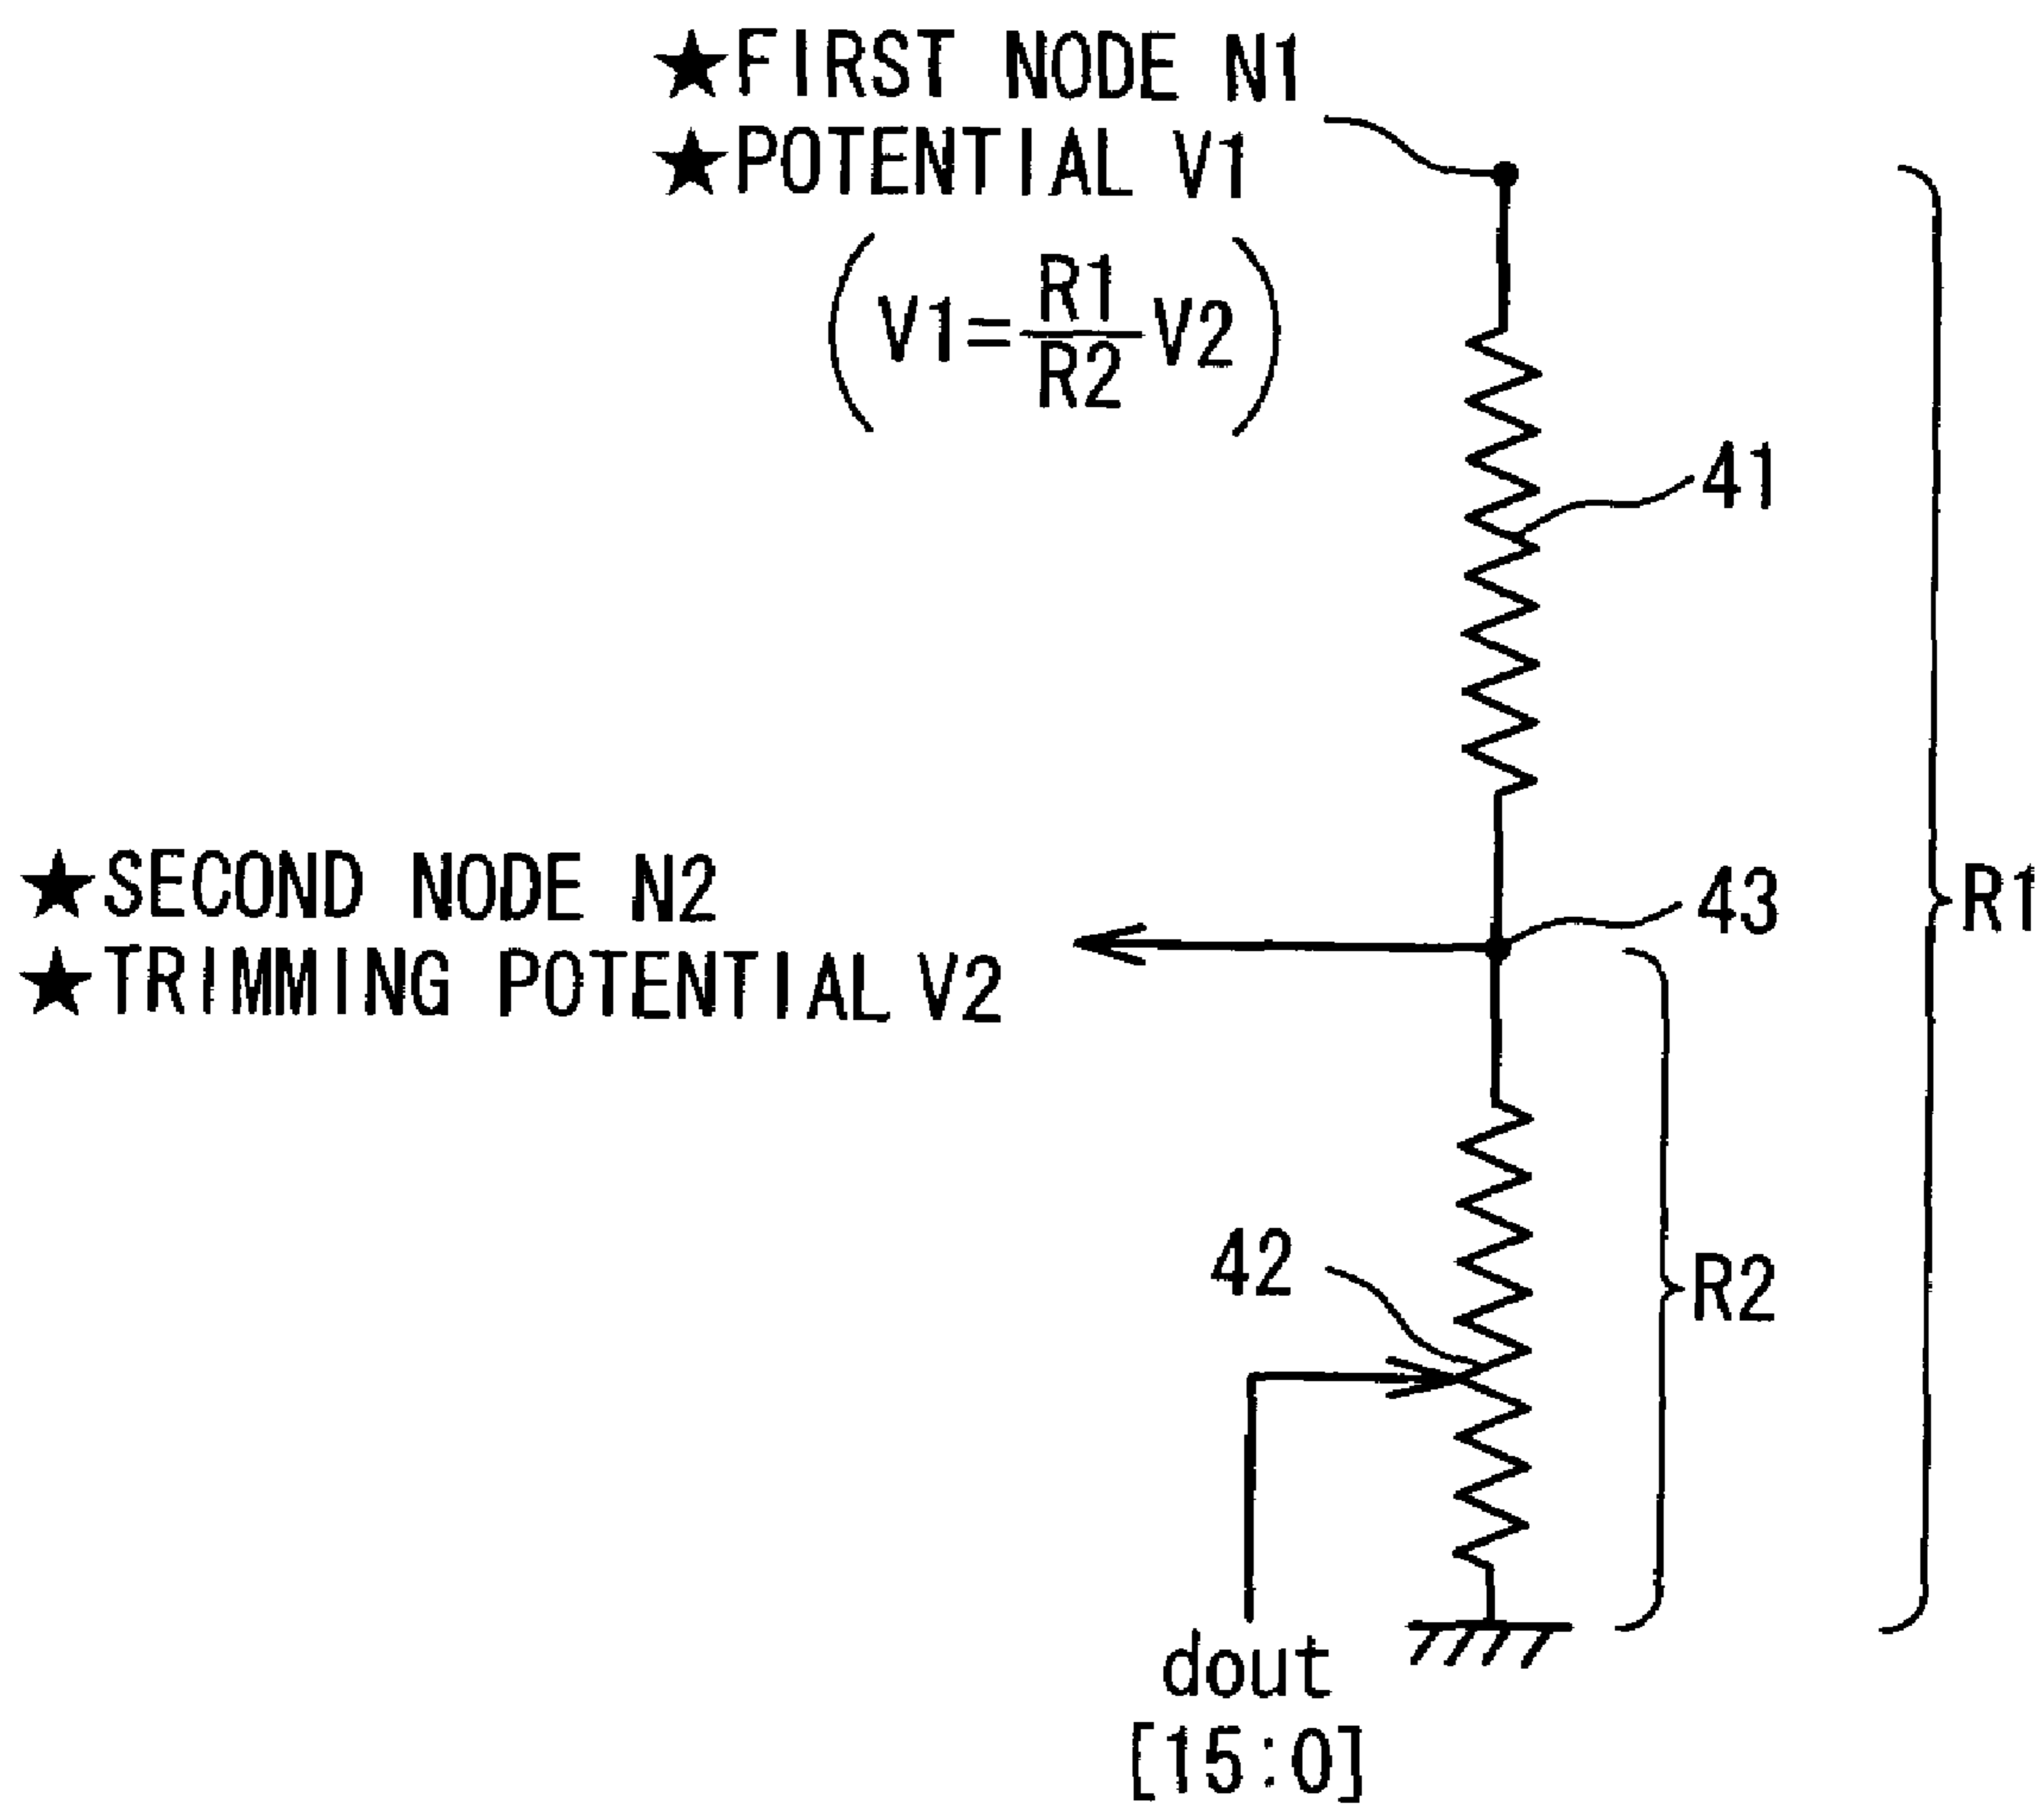 ★FIRST NODE N1
★POTENTIAL V1
(V1=R1/R2 V2)
41
★SECOND NODE N2
★TRIMMING POTENTIAL V2
43
R1
42
R2
dout
[15:0]